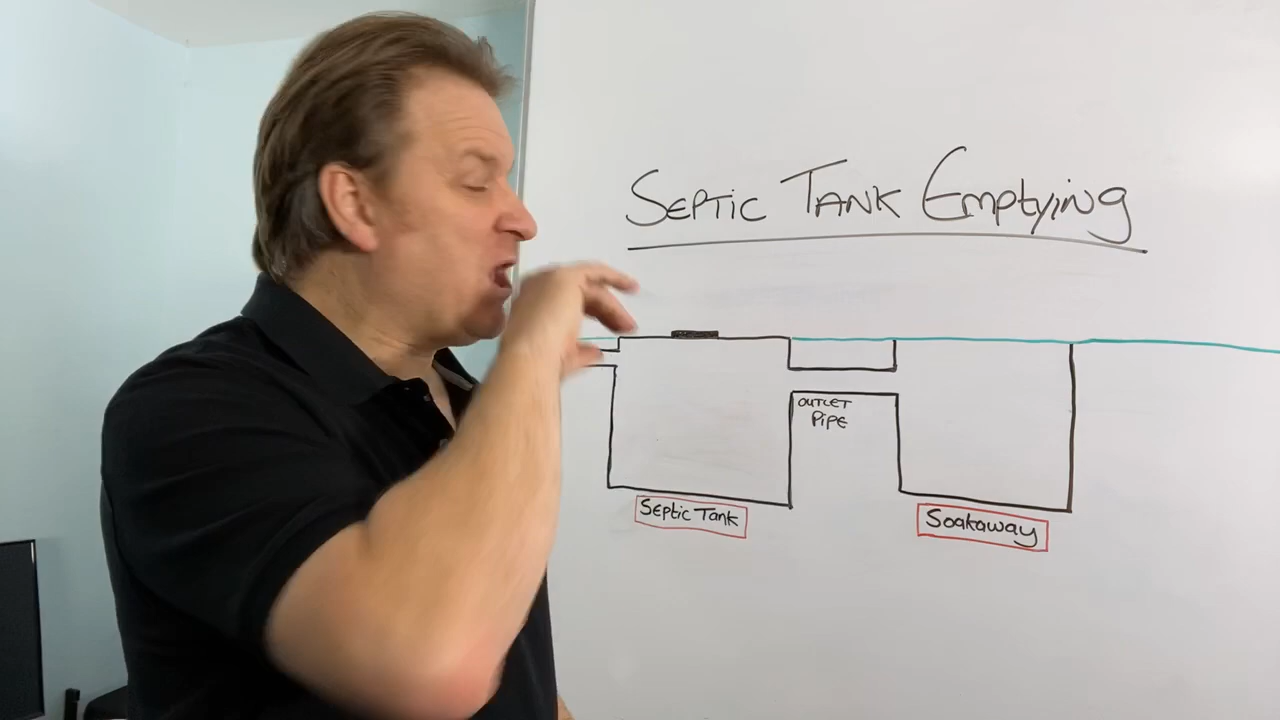 Septic Tank Emptying
OUTLET
Pipe
Septic Tank
Soakaway